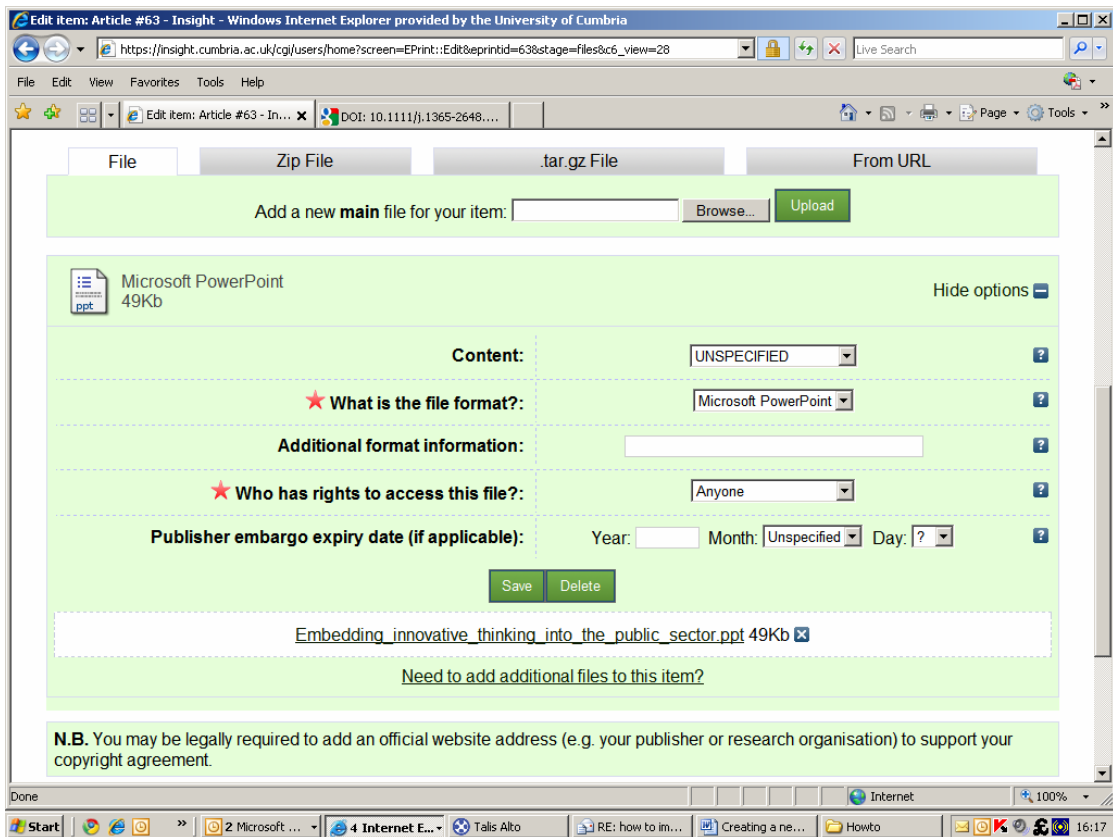 Edit item: Article #63 - Insight - Windows Internet Explorer provided by the University of Cumbria
https://insight.cumbria.ac.uk/cgi/users/home?screen=EPrint::Edit&eprintid=63&stage=files&c6_view=28
Live Search
File Edit View Favorites Tools Help
Edit item: Article #63 - In... DOI: 10.1111/j.1365-2648.... Page Tools »
File Zip File .tar.gz File From URL
Add a new main file for your item: Browse... Upload
ppt
Microsoft PowerPoint
49Kb
Hide options
Content: UNSPECIFIED ?
What is the file format?: Microsoft PowerPoint ?
Additional format information: ?
Who has rights to access this file?: Anyone ?
Publisher embargo expiry date (if applicable): Year: Month: Unspecified Day: ? ?
Save Delete
Embedding_innovative_thinking_into_the_public_sector.ppt 49Kb
Need to add additional files to this item?
N.B. You may be legally required to add an official website address (e.g. your publisher or research organisation) to support your
copyright agreement.
Done Internet 100%
Start » 2 Microsoft ... 4 Internet E... Talis Alto RE: how to im... Creating a ne... Howto 16:17